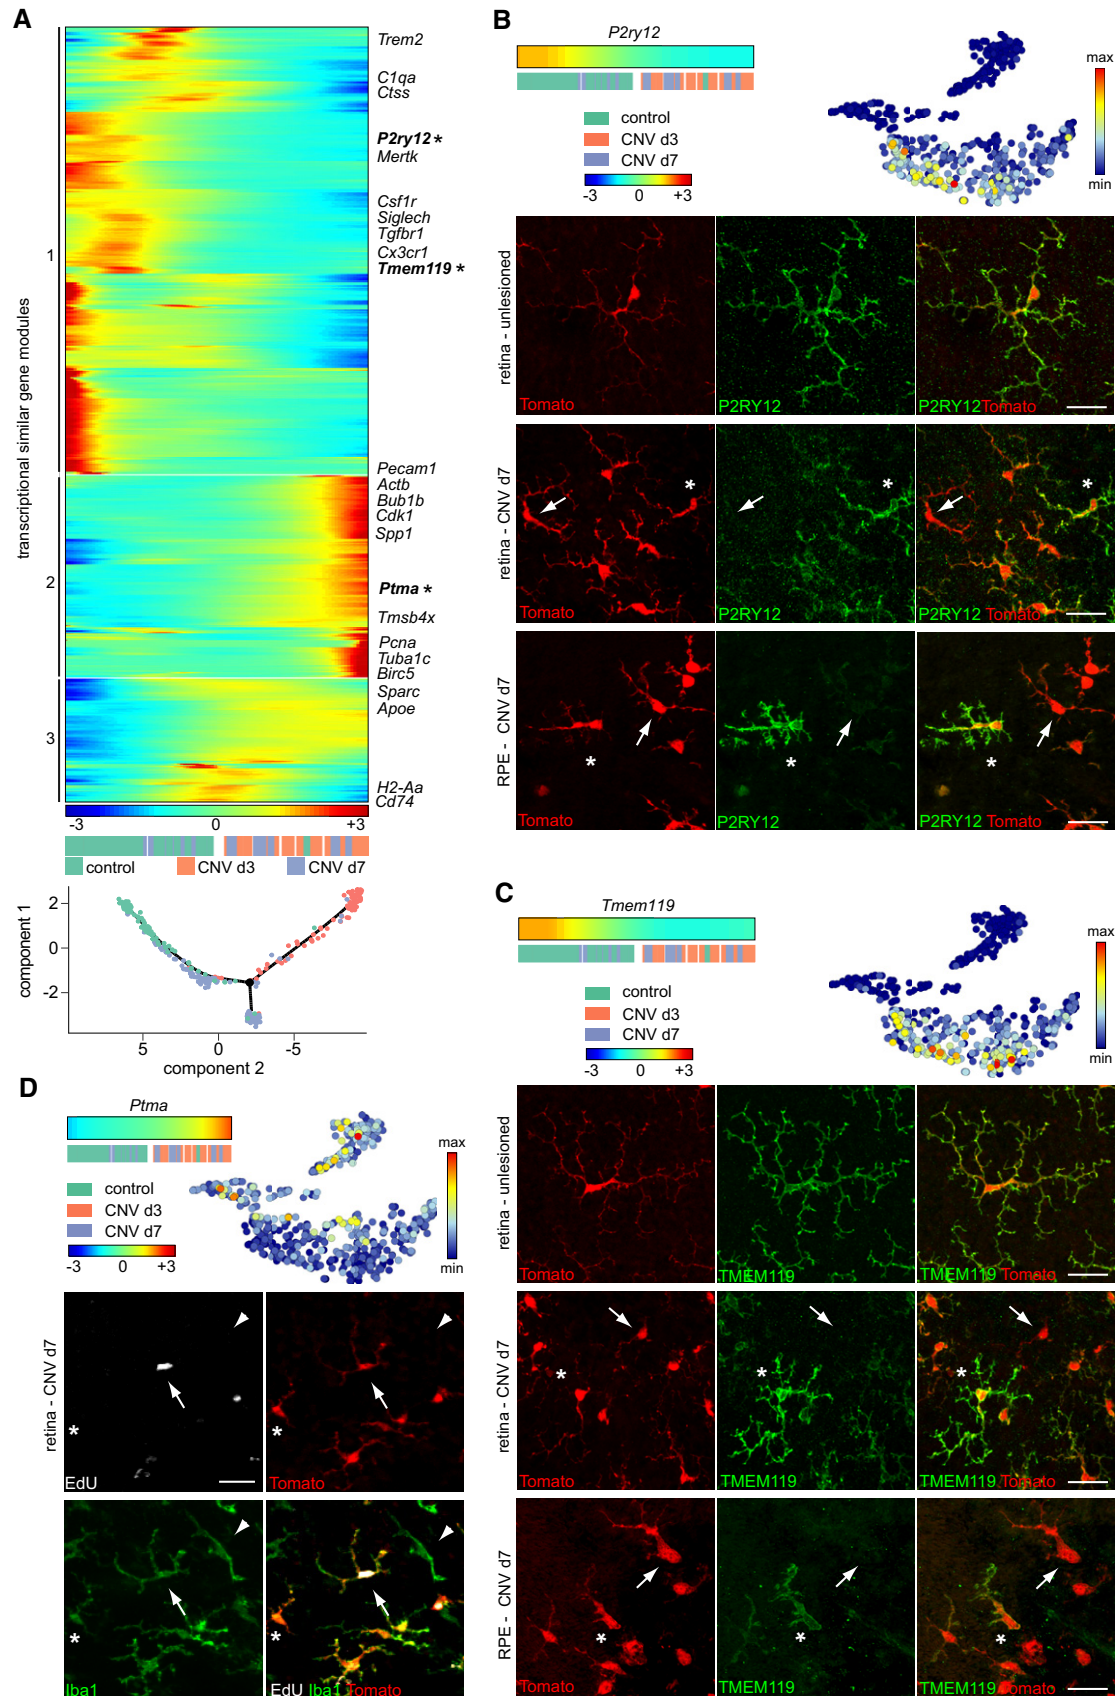 A
Trem2
C1qa
Ctss
P2ry12 *
Mertk
Csf1r
Siglech
Tgfbr1
Cx3cr1
Tmem119 *
Pecam1
Actb
Bub1b
Cdk1
Spp1
Ptma *
Tmsb4x
Pcna
Tuba1c
Birc5
Sparc
Apoe
H2-Aa
Cd74
transcriptional similar gene modules
1
2
3
-3 0 +3
control CNV d3 CNV d7
component 1
2
0
-2
5 0 -5
component 2
B
P2ry12
control
CNV d3
CNV d7
-3 0 +3
max
min
retina - unlesioned
Tomato
P2RY12
P2RY12 Tomato
retina - CNV d7
*
*
*
Tomato
P2RY12
P2RY12 Tomato
RPE - CNV d7
*
*
*
Tomato
P2RY12
P2RY12 Tomato
C
Tmem119
control
CNV d3
CNV d7
-3 0 +3
max
min
retina - unlesioned
Tomato
TMEM119
TMEM119 Tomato
retina - CNV d7
*
*
*
Tomato
TMEM119
TMEM119 Tomato
RPE - CNV d7
*
*
*
Tomato
TMEM119
TMEM119 Tomato
D
Ptma
control
CNV d3
CNV d7
-3 0 +3
max
min
retina - CNV d7
*
*
EdU
Tomato
*
*
Iba1
EdU Iba1 Tomato